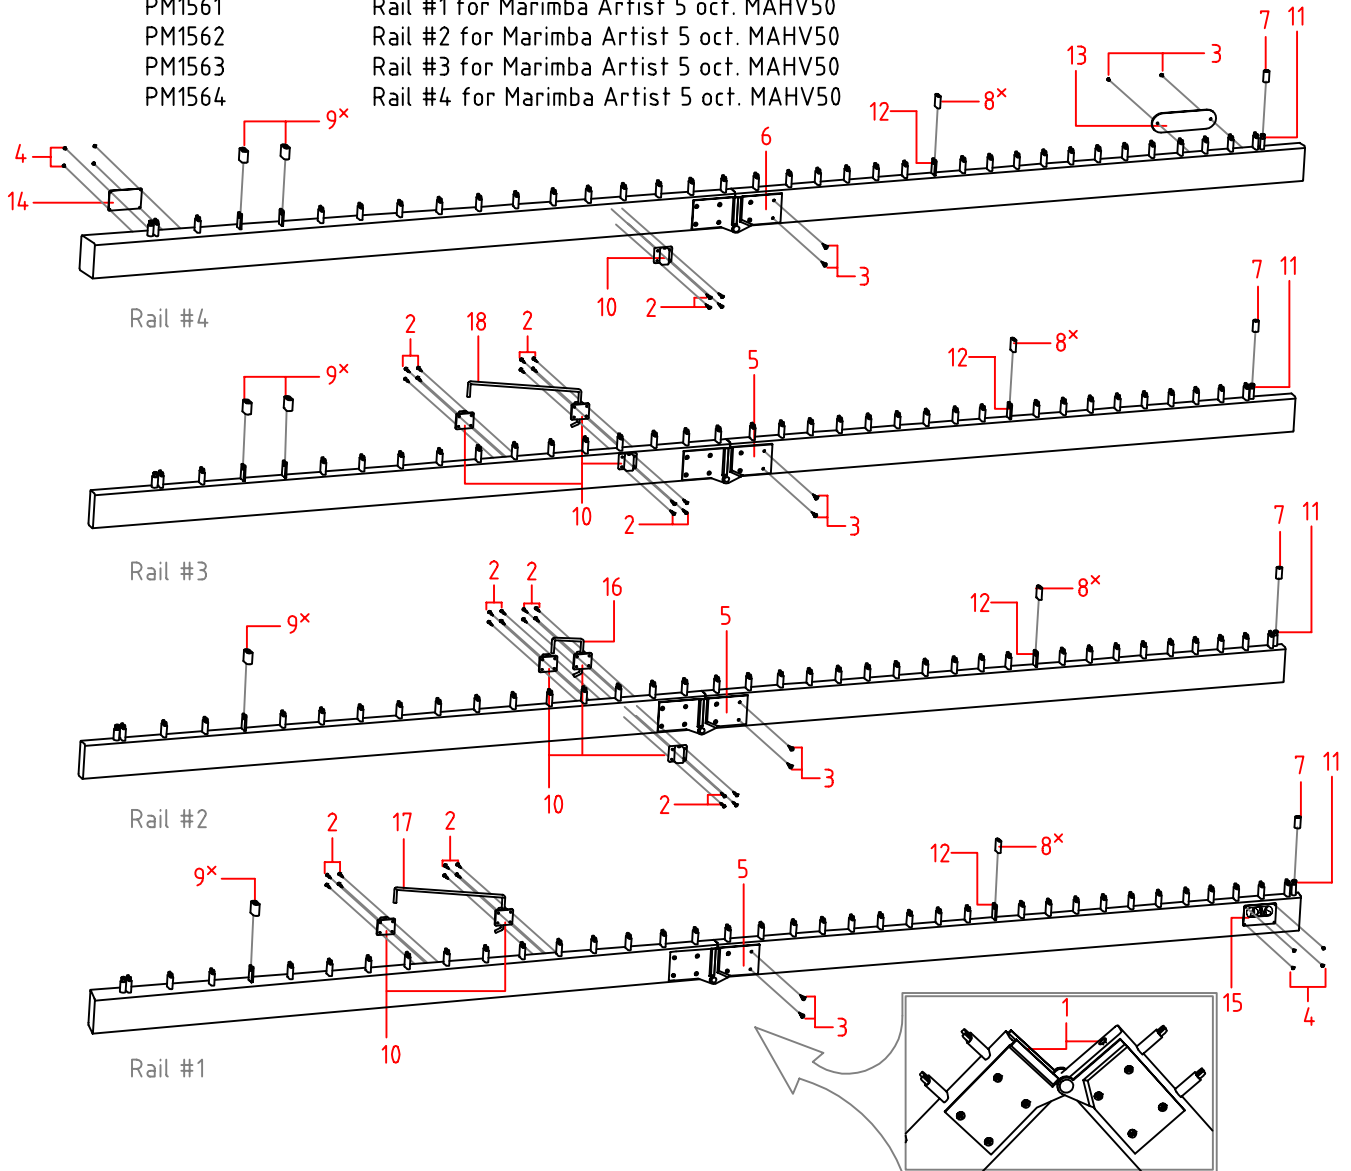 PM1561 Rail #1 for Marimba Artist 5 oct. MAHV50
PM1562 Rail #2 for Marimba Artist 5 oct. MAHV50
PM1563 Rail #3 for Marimba Artist 5 oct. MAHV50
PM1564 Rail #4 for Marimba Artist 5 oct. MAHV50
7 11
13 3
9× 12 8×
4 6
14
10 2 3
Rail #4
7 11
2 18 2
9× 5 12 8×
10 2 3
Rail #3
7 11
2 2 16
9× 5 12 8×
10 2 3
Rail #2
7 11
2 17 2
9× 5 12 8×
10 3 15 4
Rail #1
1